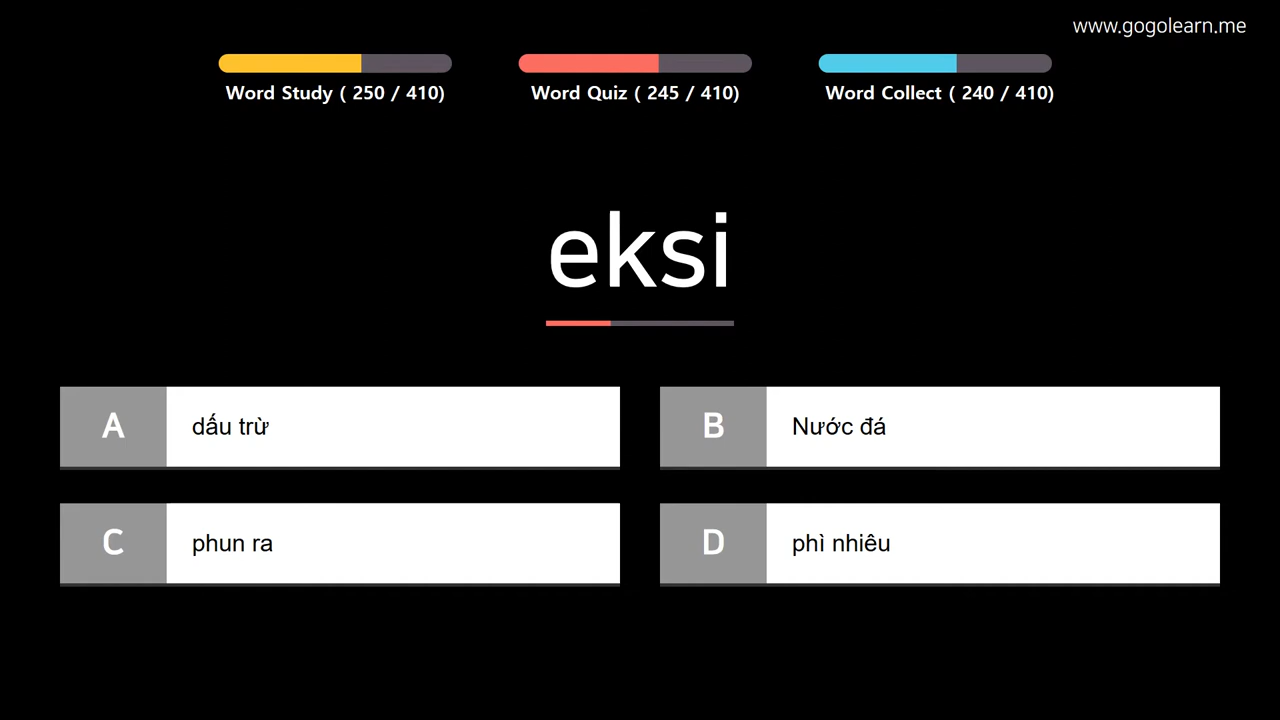 www.gogolearn.me
Word Study ( 250 / 410)
Word Quiz ( 245 / 410)
Word Collect ( 240 / 410)
eksi
A dấu trừ
B Nước đá
C phun ra
D phì nhiêu